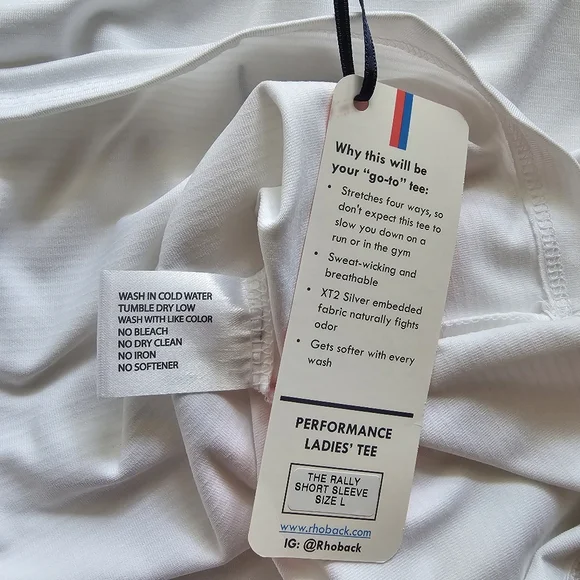 WASH IN COLD WATER
TUMBLE DRY LOW
WASH WITH LIKE COLOR
NO BLEACH
NO DRY CLEAN
NO IRON
NO SOFTENER
Why this will be
your “go-to” tee:
• Stretches four ways, so
don't expect this tee to
slow you down on a
run or in the gym
• Sweat-wicking and
breathable
• XT2 Silver embedded
fabric naturally fights
odor
• Gets softer with every
wash
PERFORMANCE
LADIES’ TEE
THE RALLY
SHORT SLEEVE
SIZE L
www.rhoback.com
IG: @Rhoback